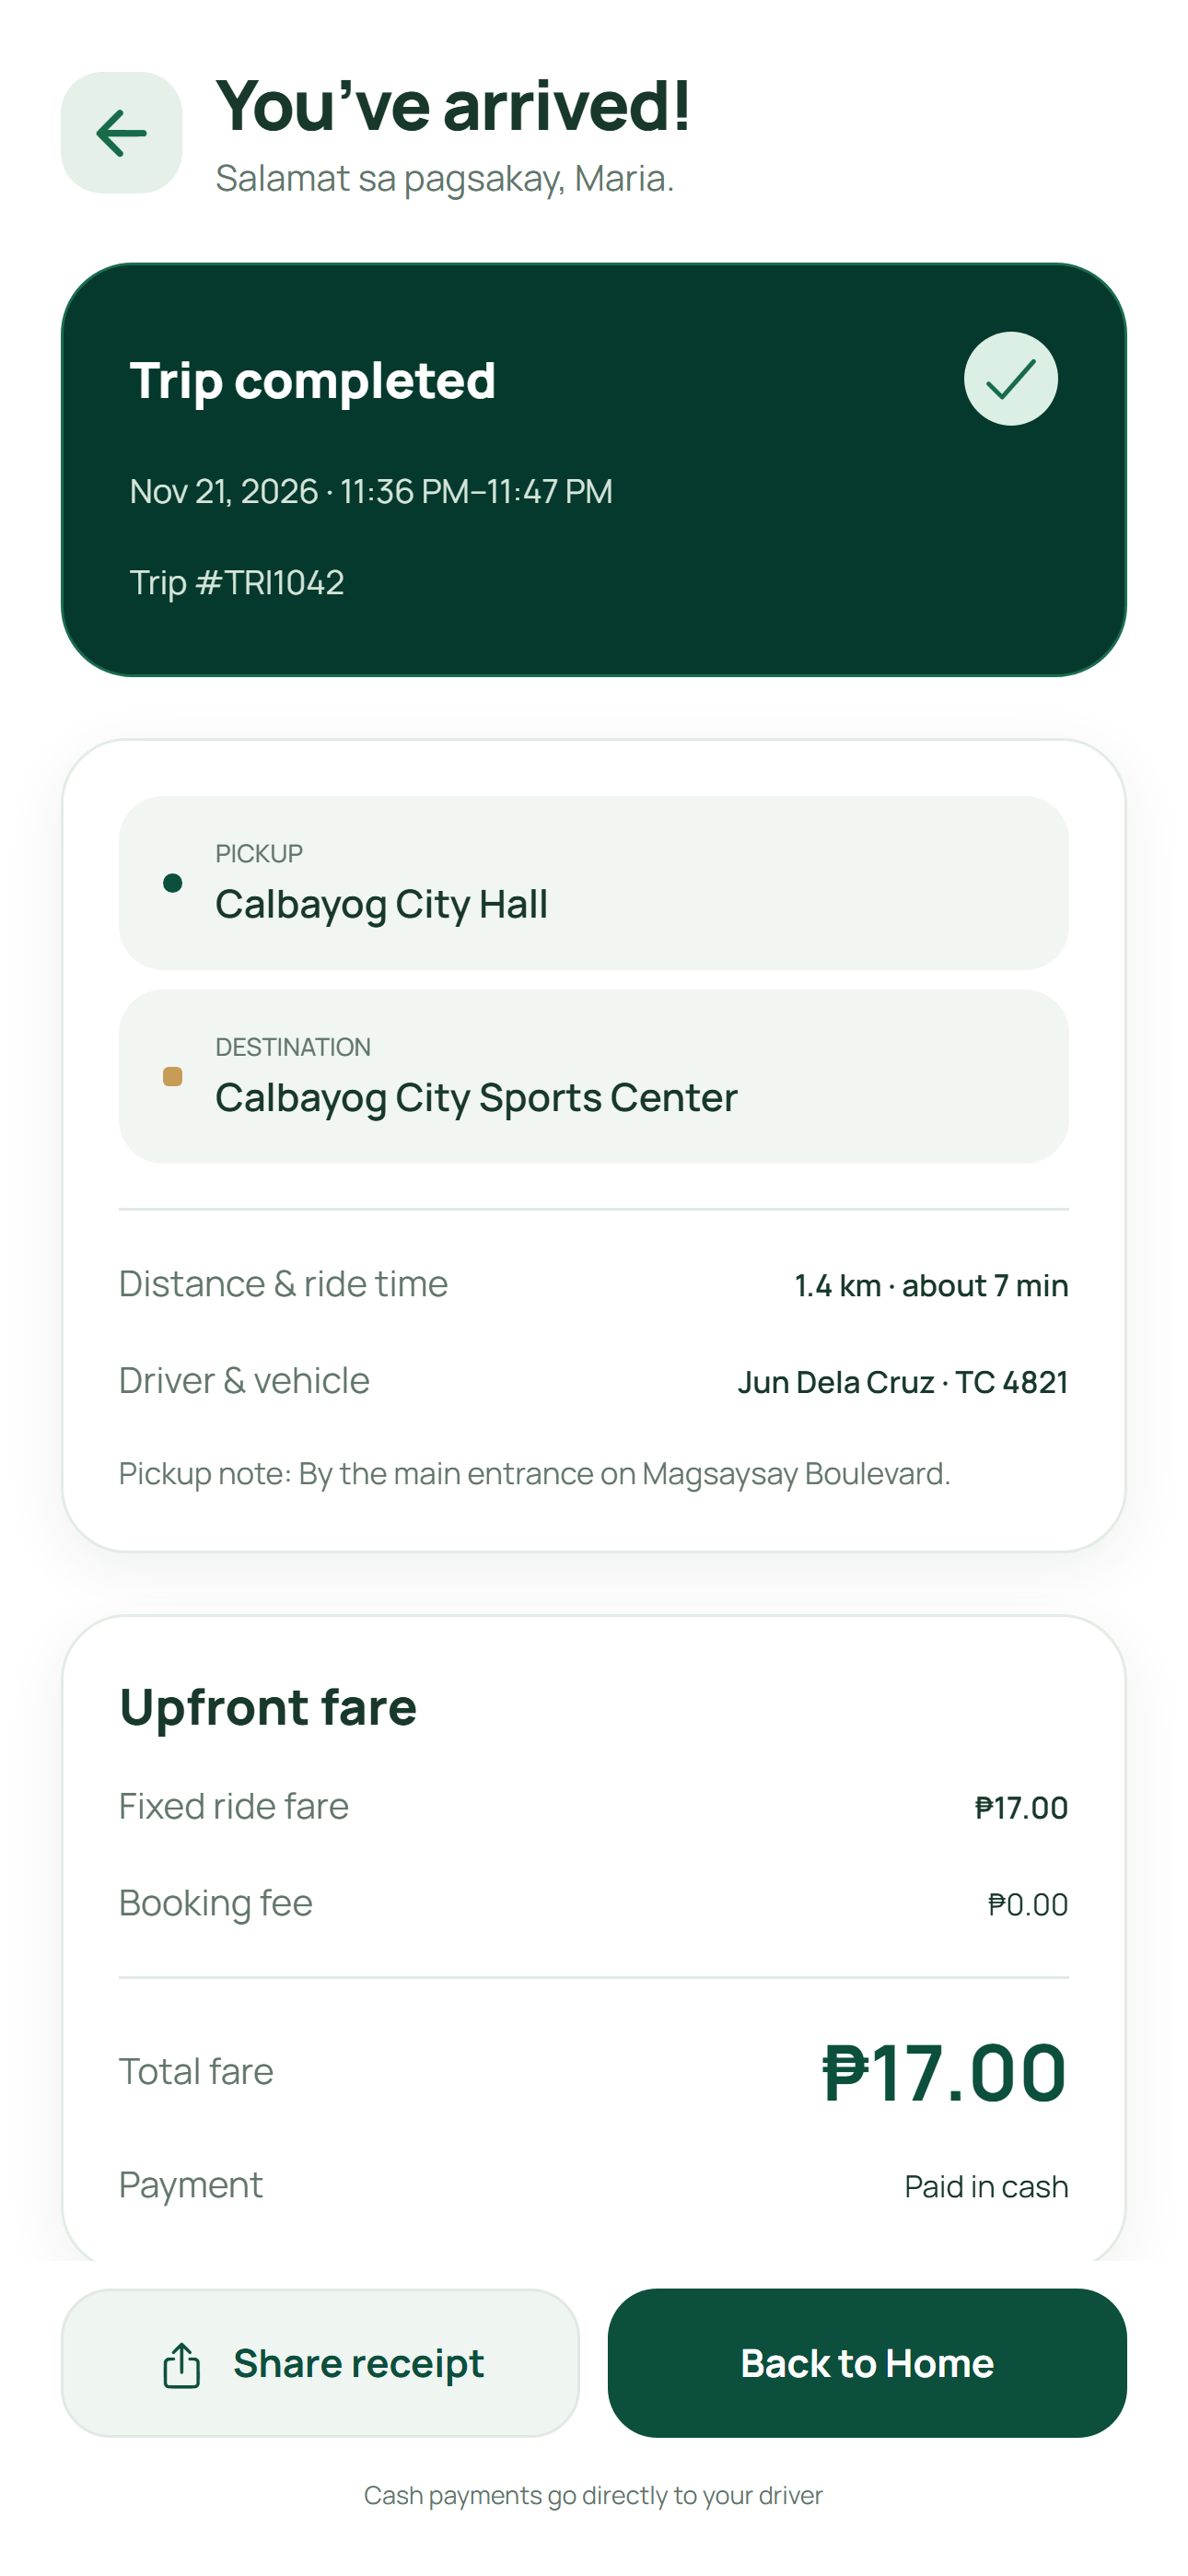 You’ve arrived!
Salamat sa pagsakay, Maria.
Trip completed
Nov 21, 2026 · 11:36 PM–11:47 PM
Trip #TRI1042
PICKUP
Calbayog City Hall
DESTINATION
Calbayog City Sports Center
Distance & ride time
1.4 km · about 7 min
Driver & vehicle
Jun Dela Cruz · TC 4821
Pickup note: By the main entrance on Magsaysay Boulevard.
Upfront fare
Fixed ride fare
₱17.00
Booking fee
₱0.00
Total fare
₱17.00
Payment
Paid in cash
Share receipt
Back to Home
Cash payments go directly to your driver